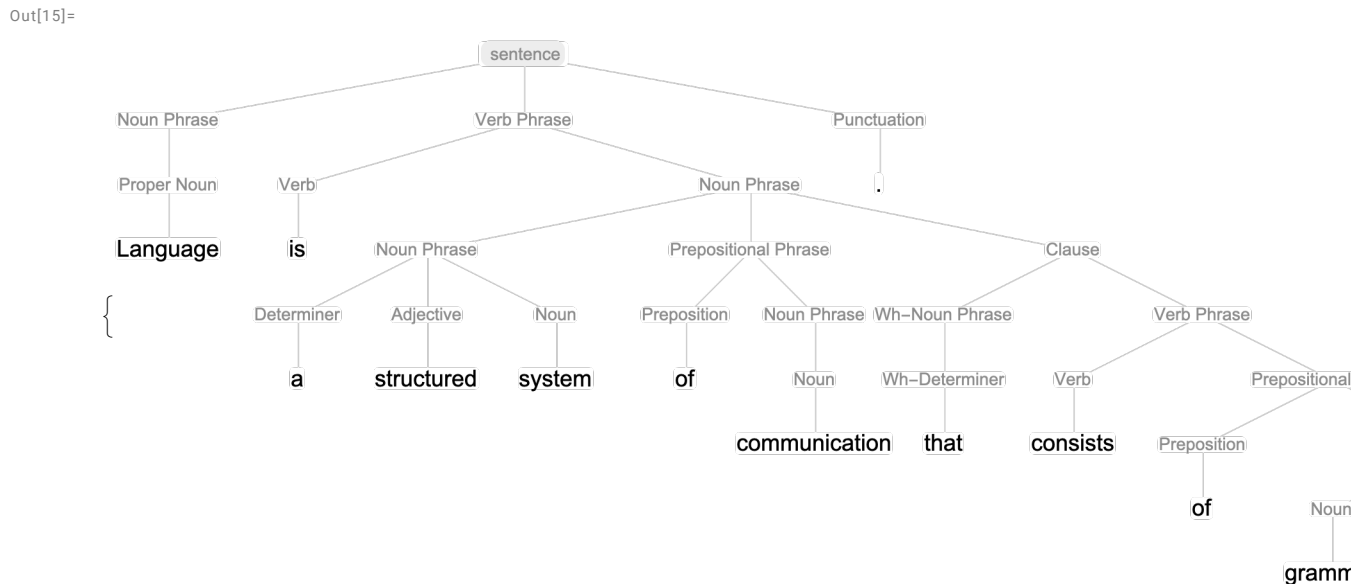 Out[15]=
sentence
Noun Phrase Verb Phrase Punctuation
Proper Noun Verb Noun Phrase .
Language is Noun Phrase Prepositional Phrase Clause
{ Determiner Adjective Noun Preposition Noun Phrase Wh-Noun Phrase Verb Phrase
a structured system of Noun Wh-Determiner Verb Prepositional
communication that consists Preposition
of Noun
gramm